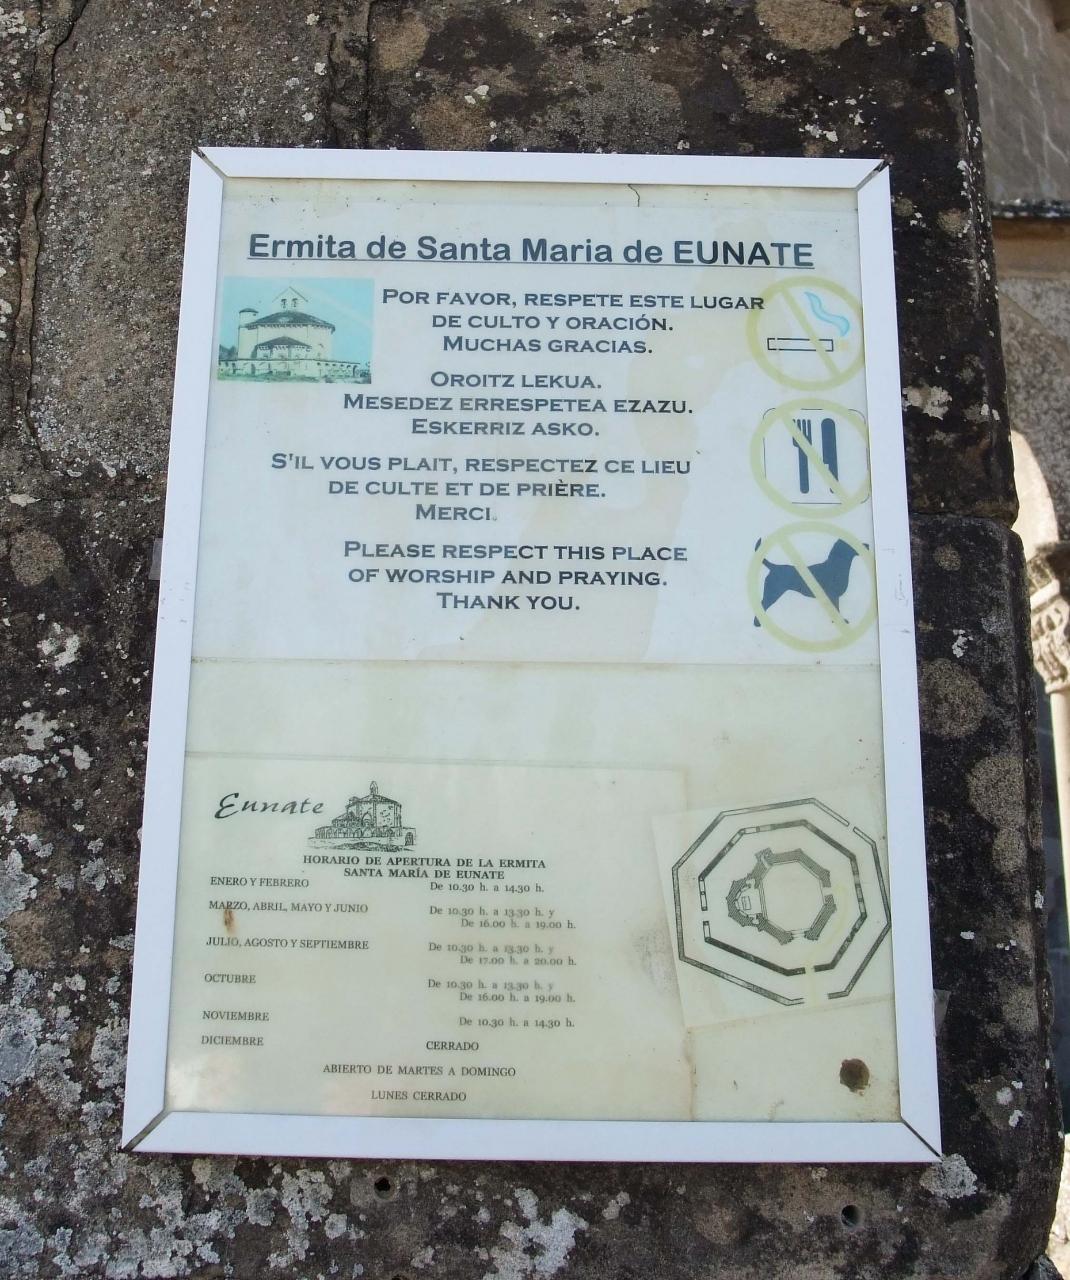 Ermita de Santa Maria de EUNATE
POR FAVOR, RESPETE ESTE LUGAR
DE CULTO Y ORACIÓN.
MUCHAS GRACIAS.
OROITZ LEKUA.
MESEDEZ ERRESPETEA EZAZU.
ESKERRIZ ASKO.
S'IL VOUS PLAIT, RESPECTEZ CE LIEU
DE CULTE ET DE PRIÈRE.
MERCI.
PLEASE RESPECT THIS PLACE
OF WORSHIP AND PRAYING.
THANK YOU.
Eunate
HORARIO DE APERTURA DE LA ERMITA
SANTA MARÍA DE EUNATE
ENERO Y FEBRERO De 10.30 h. a 14.30 h.
MARZO, ABRIL, MAYO Y JUNIO De 10.30 h. a 13.30 h. y
De 16.00 h. a 19.00 h.
JULIO, AGOSTO Y SEPTIEMBRE De 10.30 h. a 13.30 h. y
De 17.00 h. a 20.00 h.
OCTUBRE De 10.30 h. a 13.30 h. y
De 16.00 h. a 19.00 h.
NOVIEMBRE De 10.30 h. a 14.30 h.
DICIEMBRE CERRADO
ABIERTO DE MARTES A DOMINGO
LUNES CERRADO